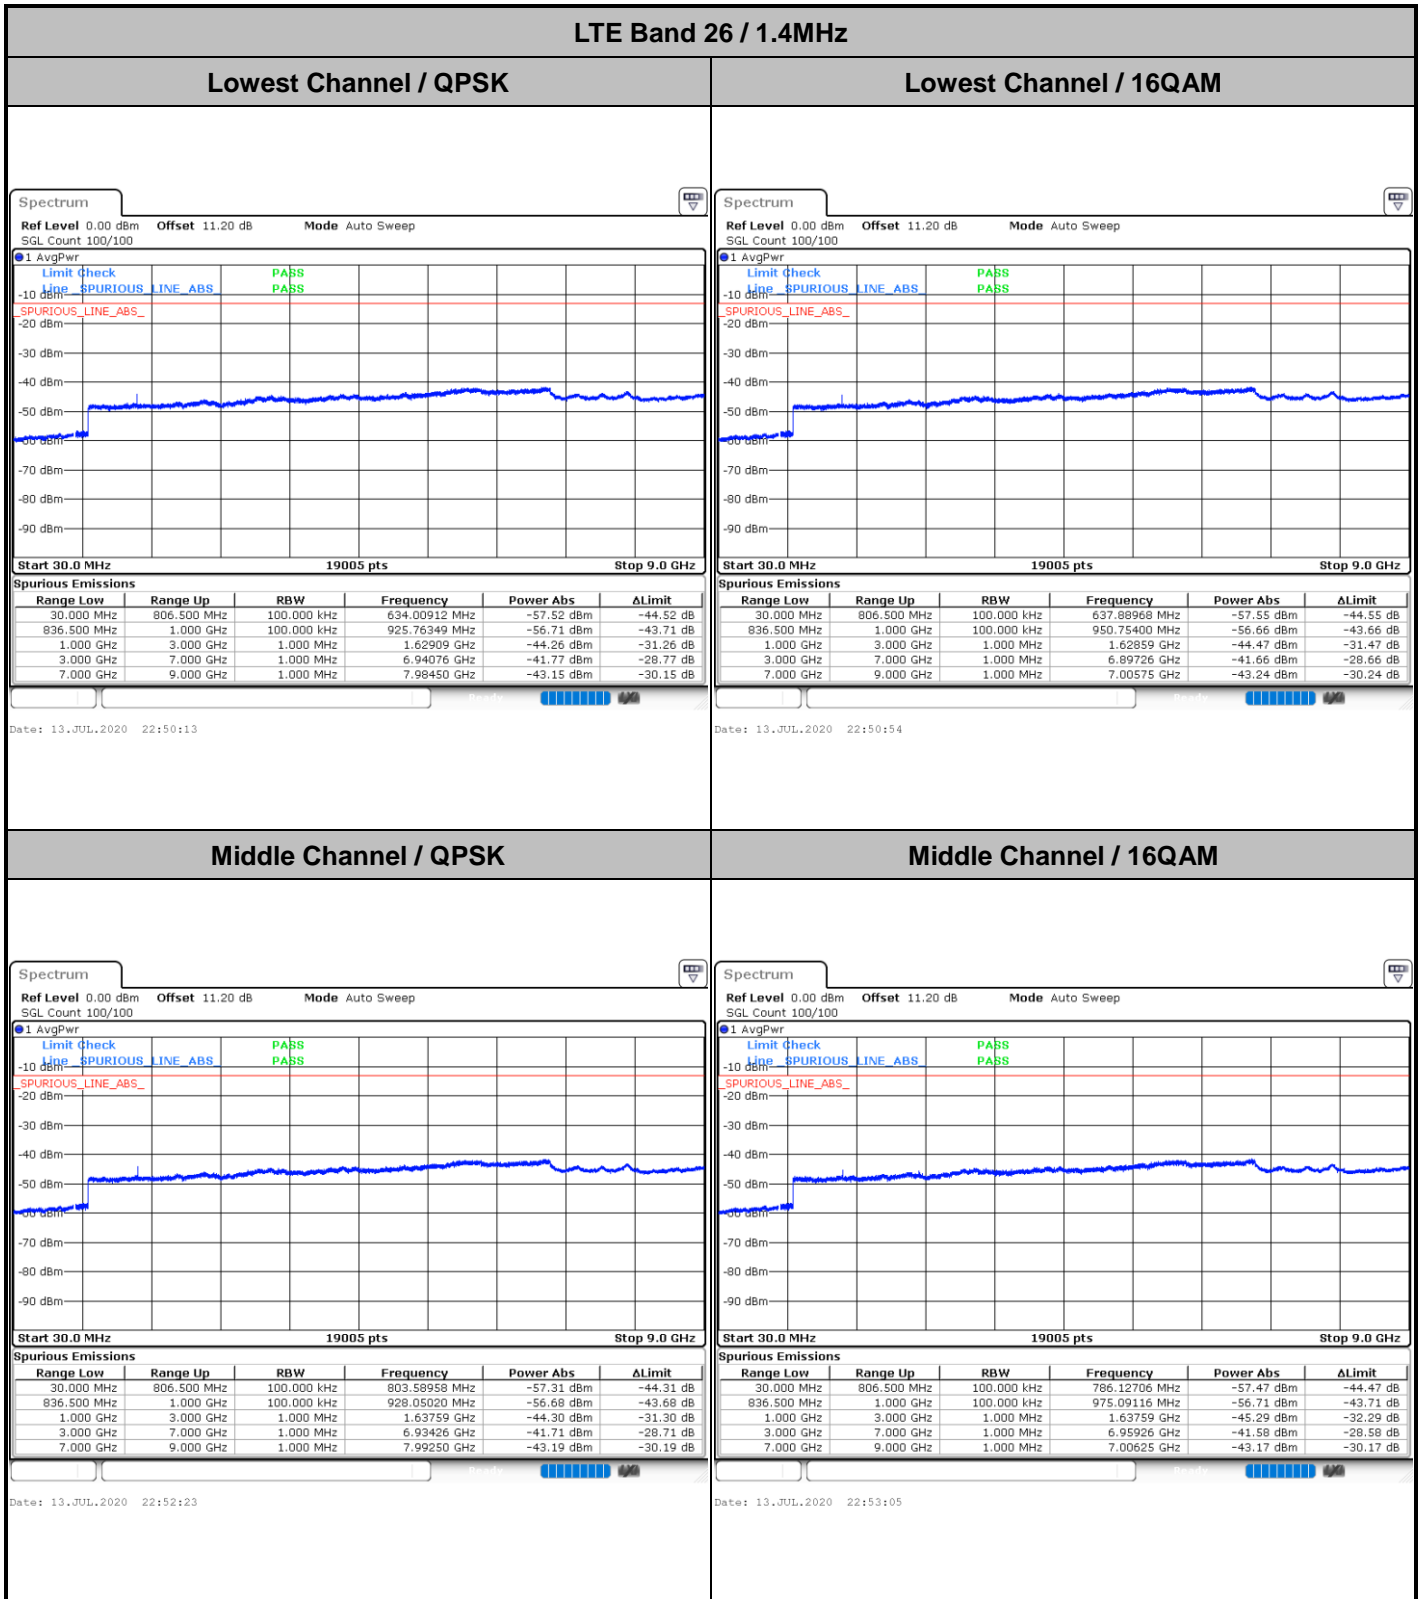 LTE Band 26 / 1.4MHz
Lowest Channel / QPSK
Lowest Channel / 16QAM
Spectrum
Ref Level 0.00 dBm Offset 11.20 dB Mode Auto Sweep
SGL Count 100/100
1 AvgPwr
Limit Check PASS
Line _SPURIOUS_LINE_ABS_ PASS
-10 dBm
_SPURIOUS_LINE_ABS_
-20 dBm
-30 dBm
-40 dBm
-50 dBm
-60 dBm
-70 dBm
-80 dBm
-90 dBm
Start 30.0 MHz 19005 pts Stop 9.0 GHz
Spurious Emissions
Range Low Range Up RBW Frequency Power Abs ΔLimit
30.000 MHz 806.500 MHz 100.000 kHz 634.00912 MHz -57.52 dBm -44.52 dB
836.500 MHz 1.000 GHz 100.000 kHz 925.76349 MHz -56.71 dBm -43.71 dB
1.000 GHz 3.000 GHz 1.000 MHz 1.62909 GHz -44.26 dBm -31.26 dB
3.000 GHz 7.000 GHz 1.000 MHz 6.94076 GHz -41.77 dBm -28.77 dB
7.000 GHz 9.000 GHz 1.000 MHz 7.98450 GHz -43.15 dBm -30.15 dB
Date: 13.JUL.2020 22:50:13
Spectrum
Ref Level 0.00 dBm Offset 11.20 dB Mode Auto Sweep
SGL Count 100/100
1 AvgPwr
Limit Check PASS
Line _SPURIOUS_LINE_ABS_ PASS
-10 dBm
_SPURIOUS_LINE_ABS_
-20 dBm
-30 dBm
-40 dBm
-50 dBm
-60 dBm
-70 dBm
-80 dBm
-90 dBm
Start 30.0 MHz 19005 pts Stop 9.0 GHz
Spurious Emissions
Range Low Range Up RBW Frequency Power Abs ΔLimit
30.000 MHz 806.500 MHz 100.000 kHz 637.88968 MHz -57.55 dBm -44.55 dB
836.500 MHz 1.000 GHz 100.000 kHz 950.75400 MHz -56.66 dBm -43.66 dB
1.000 GHz 3.000 GHz 1.000 MHz 1.62859 GHz -44.47 dBm -31.47 dB
3.000 GHz 7.000 GHz 1.000 MHz 6.89726 GHz -41.66 dBm -28.66 dB
7.000 GHz 9.000 GHz 1.000 MHz 7.00575 GHz -43.24 dBm -30.24 dB
Ready
Date: 13.JUL.2020 22:50:54
Middle Channel / QPSK
Middle Channel / 16QAM
Spectrum
Ref Level 0.00 dBm Offset 11.20 dB Mode Auto Sweep
SGL Count 100/100
1 AvgPwr
Limit Check PASS
Line _SPURIOUS_LINE_ABS_ PASS
-10 dBm
_SPURIOUS_LINE_ABS_
-20 dBm
-30 dBm
-40 dBm
-50 dBm
-60 dBm
-70 dBm
-80 dBm
-90 dBm
Start 30.0 MHz 19005 pts Stop 9.0 GHz
Spurious Emissions
Range Low Range Up RBW Frequency Power Abs ΔLimit
30.000 MHz 806.500 MHz 100.000 kHz 803.58958 MHz -57.31 dBm -44.31 dB
836.500 MHz 1.000 GHz 100.000 kHz 928.05020 MHz -56.68 dBm -43.68 dB
1.000 GHz 3.000 GHz 1.000 MHz 1.63759 GHz -44.30 dBm -31.30 dB
3.000 GHz 7.000 GHz 1.000 MHz 6.93426 GHz -41.71 dBm -28.71 dB
7.000 GHz 9.000 GHz 1.000 MHz 7.99250 GHz -43.19 dBm -30.19 dB
Ready
Date: 13.JUL.2020 22:52:23
Spectrum
Ref Level 0.00 dBm Offset 11.20 dB Mode Auto Sweep
SGL Count 100/100
1 AvgPwr
Limit Check PASS
Line _SPURIOUS_LINE_ABS_ PASS
-10 dBm
_SPURIOUS_LINE_ABS_
-20 dBm
-30 dBm
-40 dBm
-50 dBm
-60 dBm
-70 dBm
-80 dBm
-90 dBm
Start 30.0 MHz 19005 pts Stop 9.0 GHz
Spurious Emissions
Range Low Range Up RBW Frequency Power Abs ΔLimit
30.000 MHz 806.500 MHz 100.000 kHz 786.12706 MHz -57.47 dBm -44.47 dB
836.500 MHz 1.000 GHz 100.000 kHz 975.09116 MHz -56.71 dBm -43.71 dB
1.000 GHz 3.000 GHz 1.000 MHz 1.63759 GHz -45.29 dBm -32.29 dB
3.000 GHz 7.000 GHz 1.000 MHz 6.95926 GHz -41.58 dBm -28.58 dB
7.000 GHz 9.000 GHz 1.000 MHz 7.00625 GHz -43.17 dBm -30.17 dB
Ready
Date: 13.JUL.2020 22:53:05